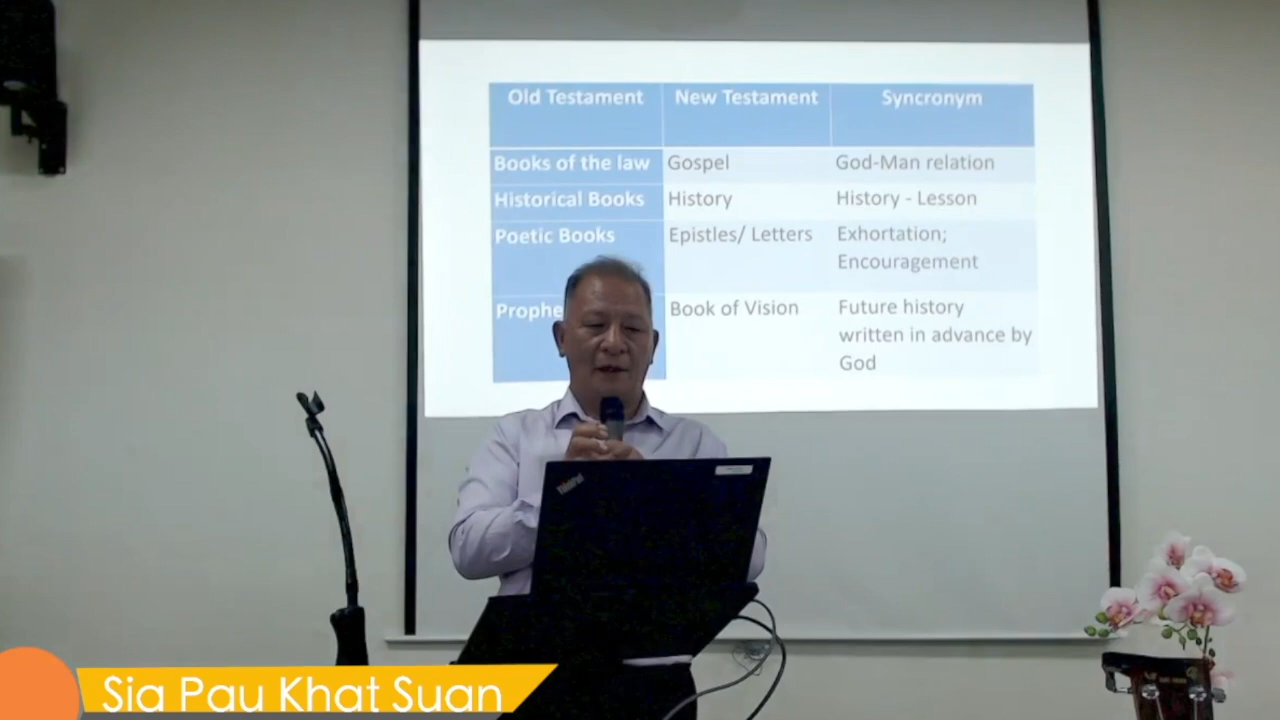 Old Testament New Testament Syncronym
Books of the law Gospel God-Man relation
Historical Books History History - Lesson
Poetic Books Epistles/ Letters Exhortation;
Encouragement
Prophe Book of Vision Future history
written in advance by
God
ThinkPad
Sia Pau Khat Suan